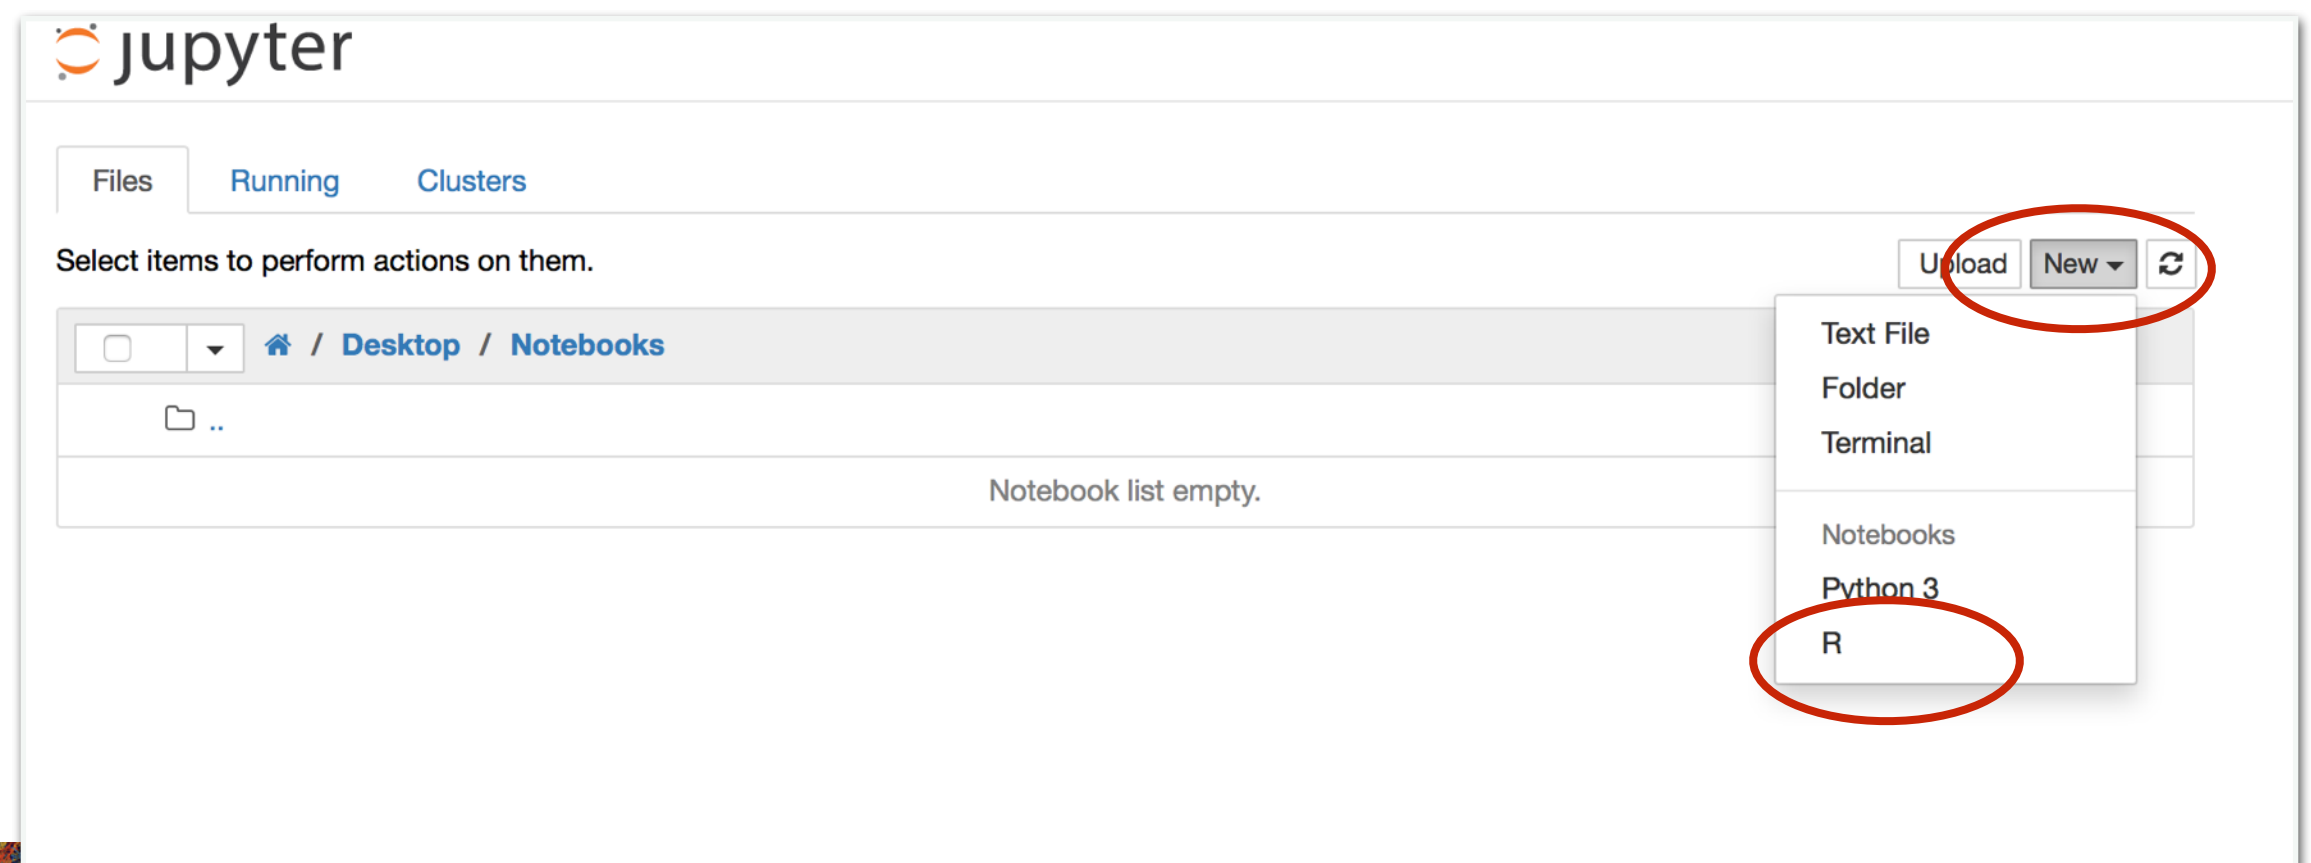 jupyter
Files Running Clusters
Select items to perform actions on them.
Upload New
/ Desktop / Notebooks
..
Notebook list empty.
Text File
Folder
Terminal
Notebooks
Python 3
R